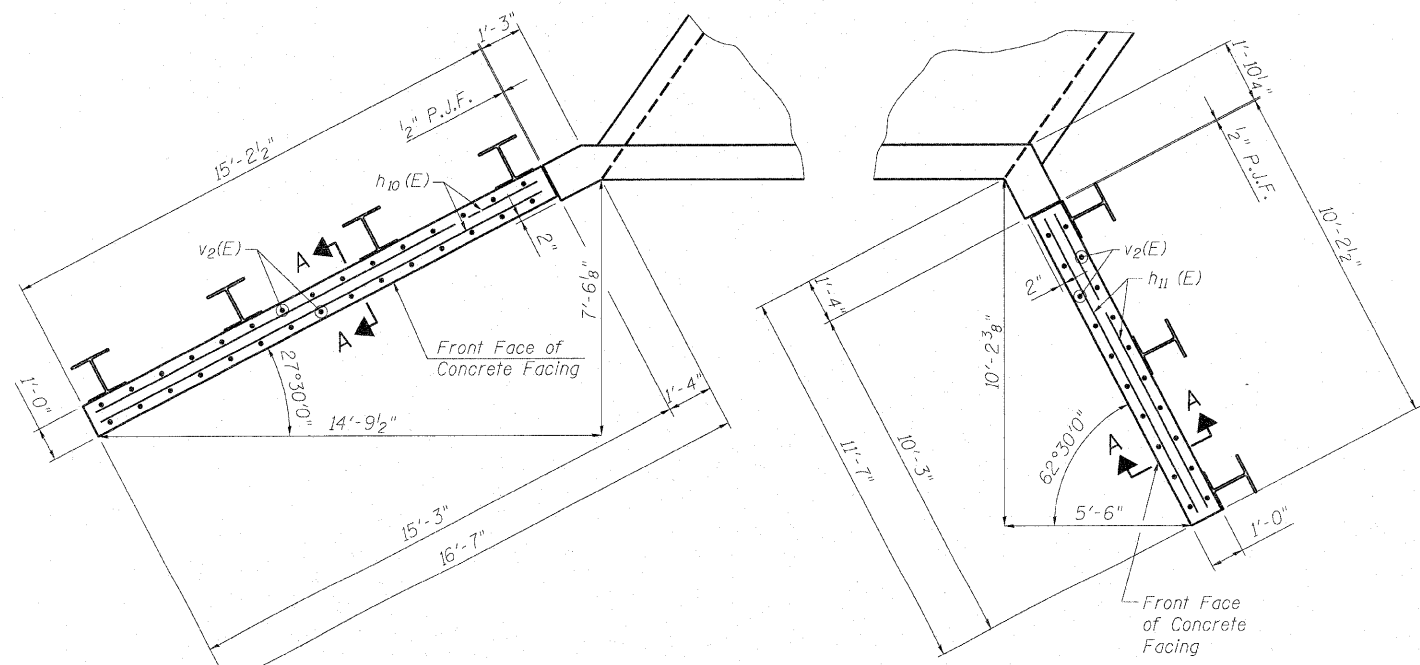 1'-3"
½" P.J.F.
15'-2½"
h10(E)
v2(E)
A
A
2"
7'-6⅛"
Front Face of
Concrete Facing
27°30'0"
1'-0"
14'-9½"
1'-4"
15'-3"
16'-7"
1'-10¼"
½" P.J.F.
10'-2½"
v2(E)
h11(E)
2"
1'-4"
10'-2⅜"
A
A
62°30'0"
10'-3"
11'-7"
5'-6"
1'-0"
Front Face
of Concrete
Facing